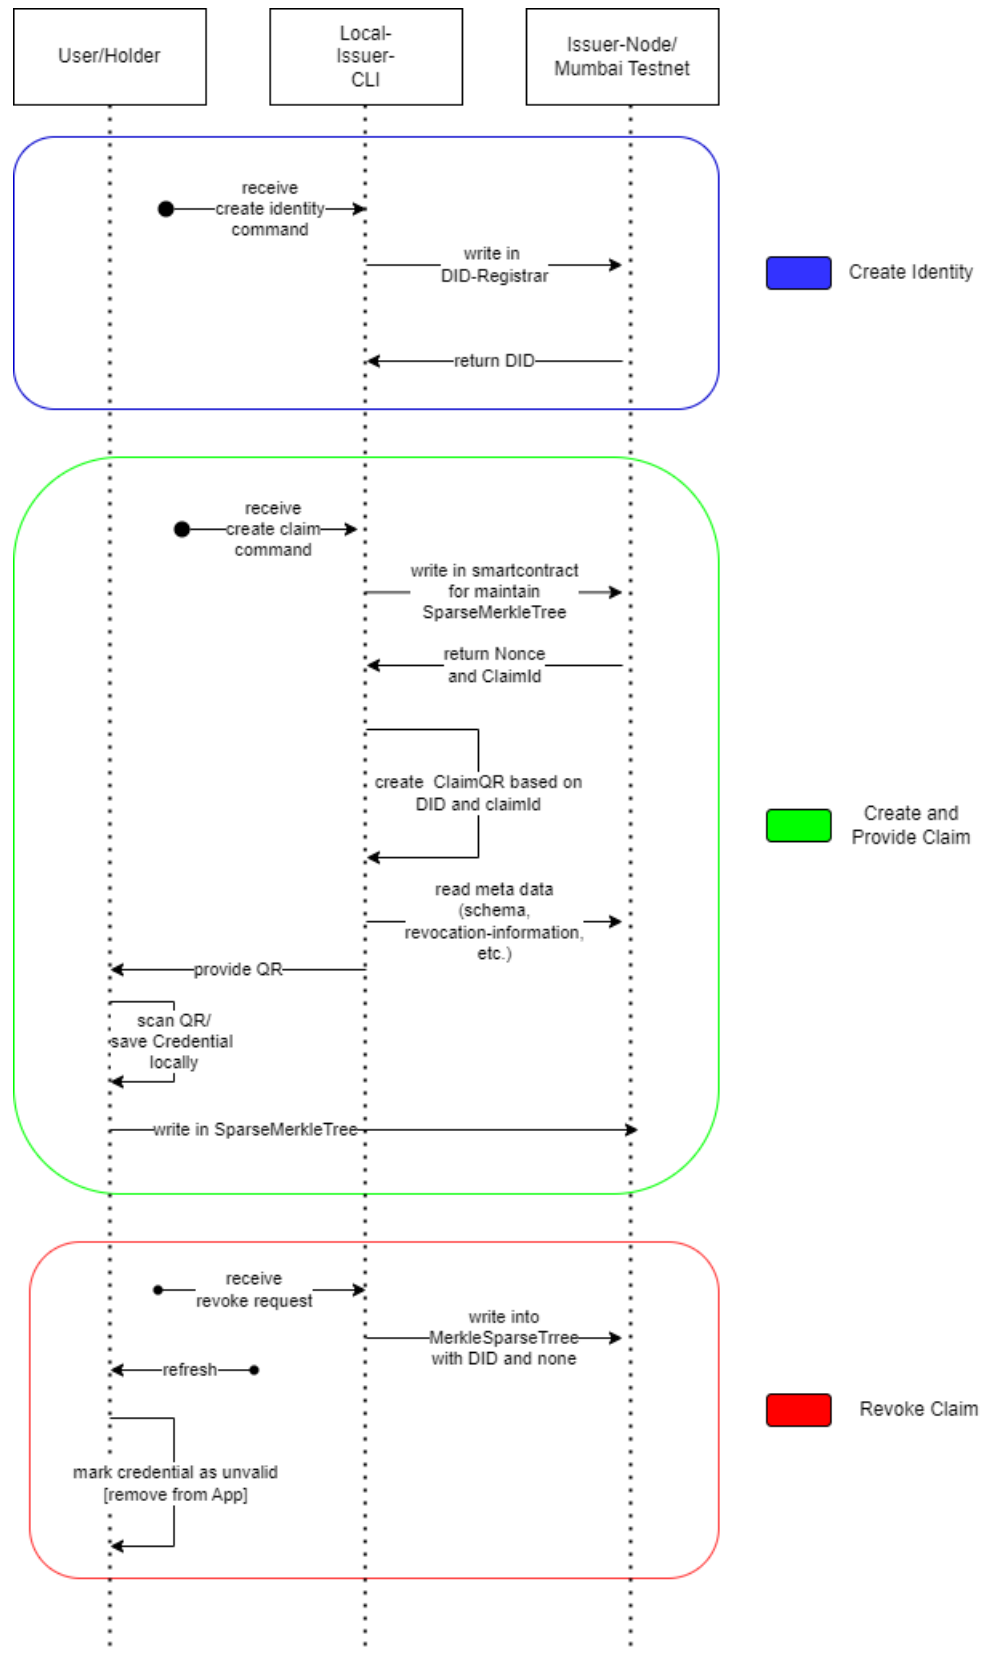 User/Holder
Local-
Issuer-
CLI
Issuer-Node/
Mumbai Testnet
receive
create identity
command
write in
DID-Registrar
return DID
Create Identity
receive
create claim
command
write in smartcontract
for maintain
SparseMerkleTree
return Nonce
and ClaimId
create  ClaimQR based on
DID and claimId
Create and
Provide Claim
read meta data
(schema,
revocation-information,
etc.)
provide QR
scan QR/
save Credential
locally
write in SparseMerkleTree
receive
revoke request
write into
MerkleSparseTrree
with DID and none
refresh
Revoke Claim
mark credential as unvalid
[remove from App]